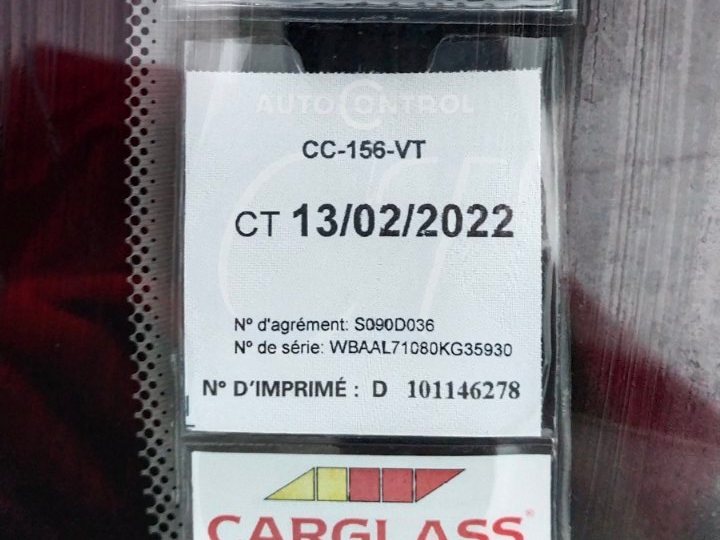 AUTOCONTROL
CC-156-VT
CT 13/02/2022
N° d'agrément: S090D036
N° de série: WBAAL71080KG35930
N° D'IMPRIMÉ : D 101146278
CARGLASS®